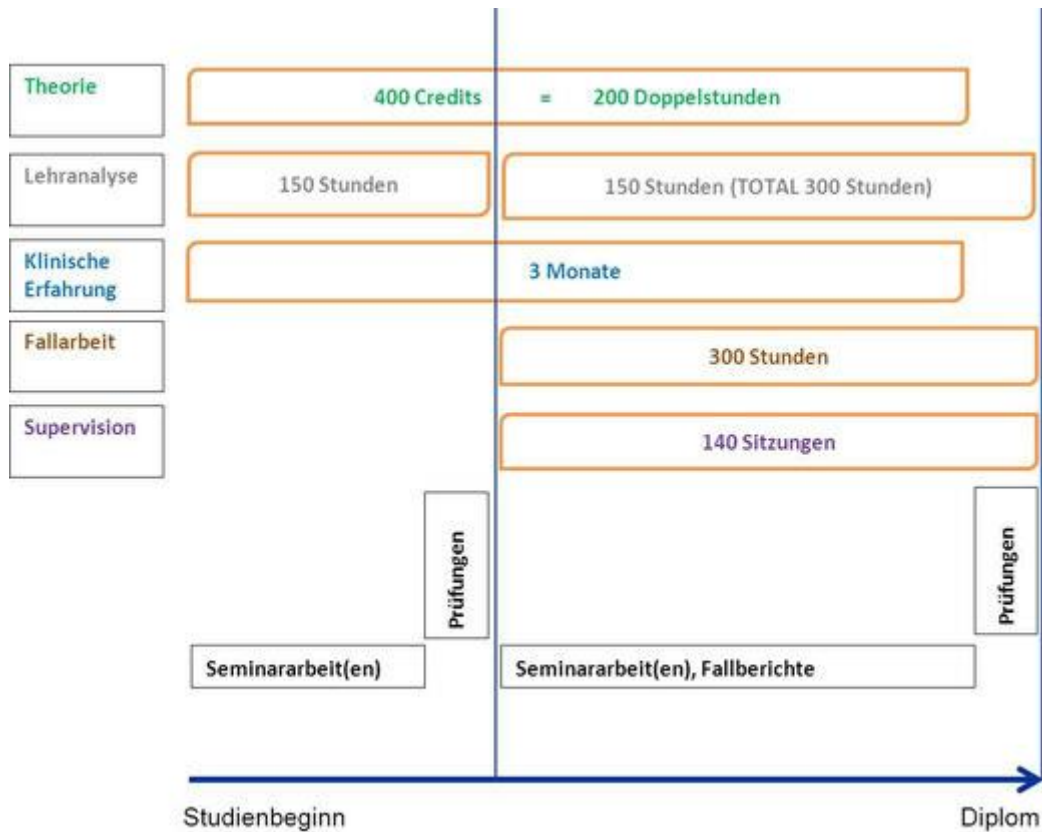 Theorie
400 Credits = 200 Doppelstunden
Lehranalyse
150 Stunden
150 Stunden (TOTAL 300 Stunden)
Klinische
Erfahrung
3 Monate
Fallarbeit
300 Stunden
Supervision
140 Sitzungen
Prüfungen
Prüfungen
Seminararbeit(en)
Seminararbeit(en), Fallberichte
Studienbeginn
Diplom